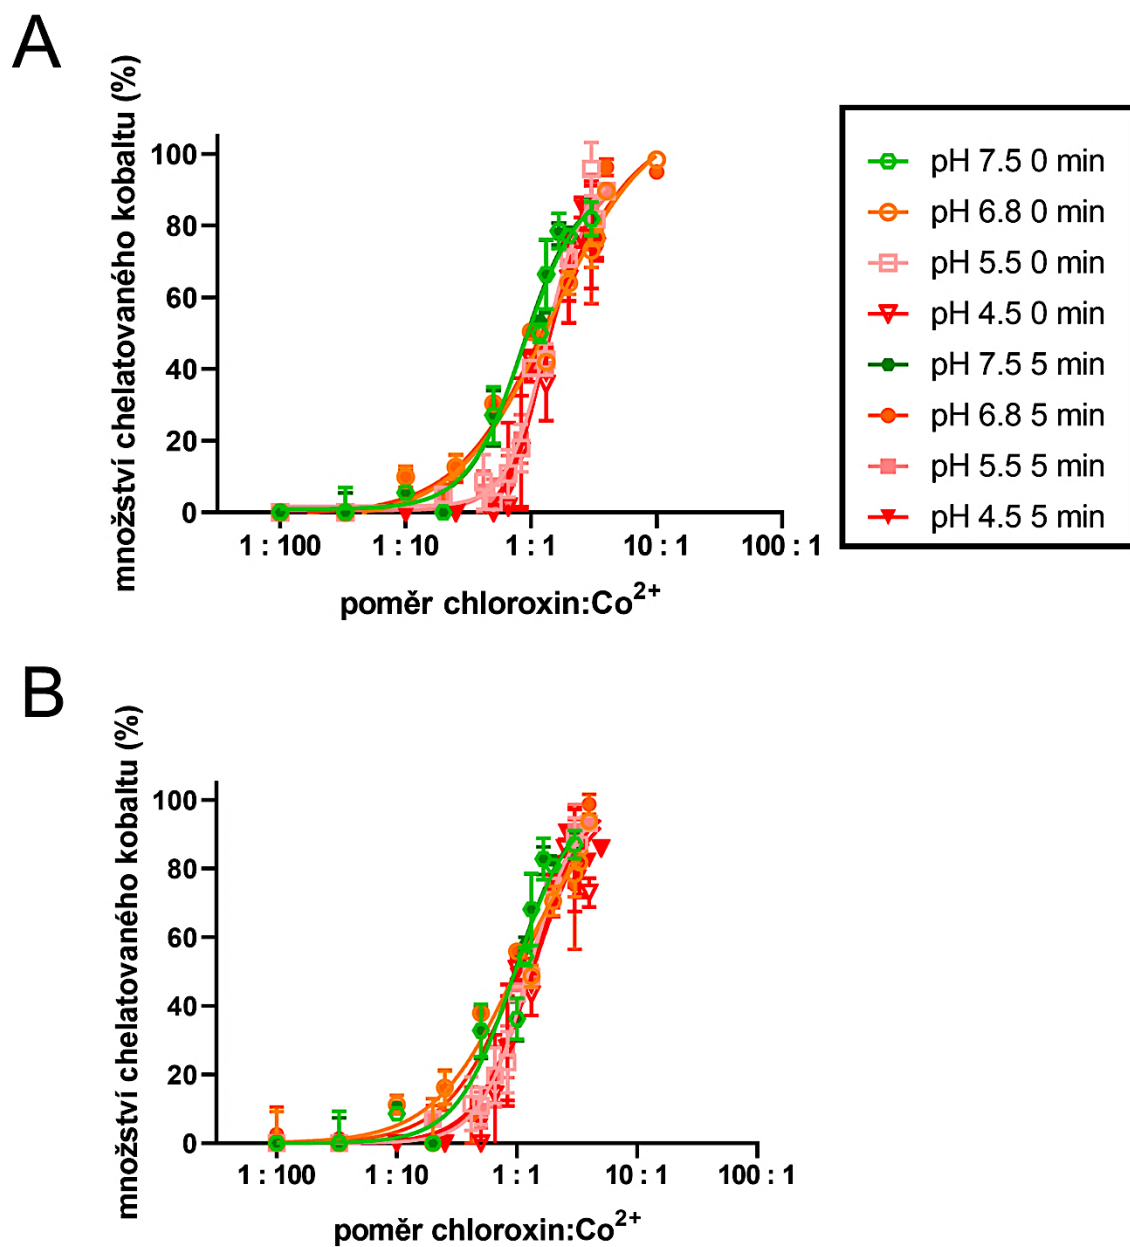 A
množství chelatovaného kobaltu (%)
100
80
60
40
20
0
1:100 1:10 1:1 10:1 100:1
poměr chloroxin:Co²⁺
pH 7.5 0 min
pH 6.8 0 min
pH 5.5 0 min
pH 4.5 0 min
pH 7.5 5 min
pH 6.8 5 min
pH 5.5 5 min
pH 4.5 5 min
B
množství chelatovaného kobaltu (%)
100
80
60
40
20
0
1:100 1:10 1:1 10:1 100:1
poměr chloroxin:Co²⁺